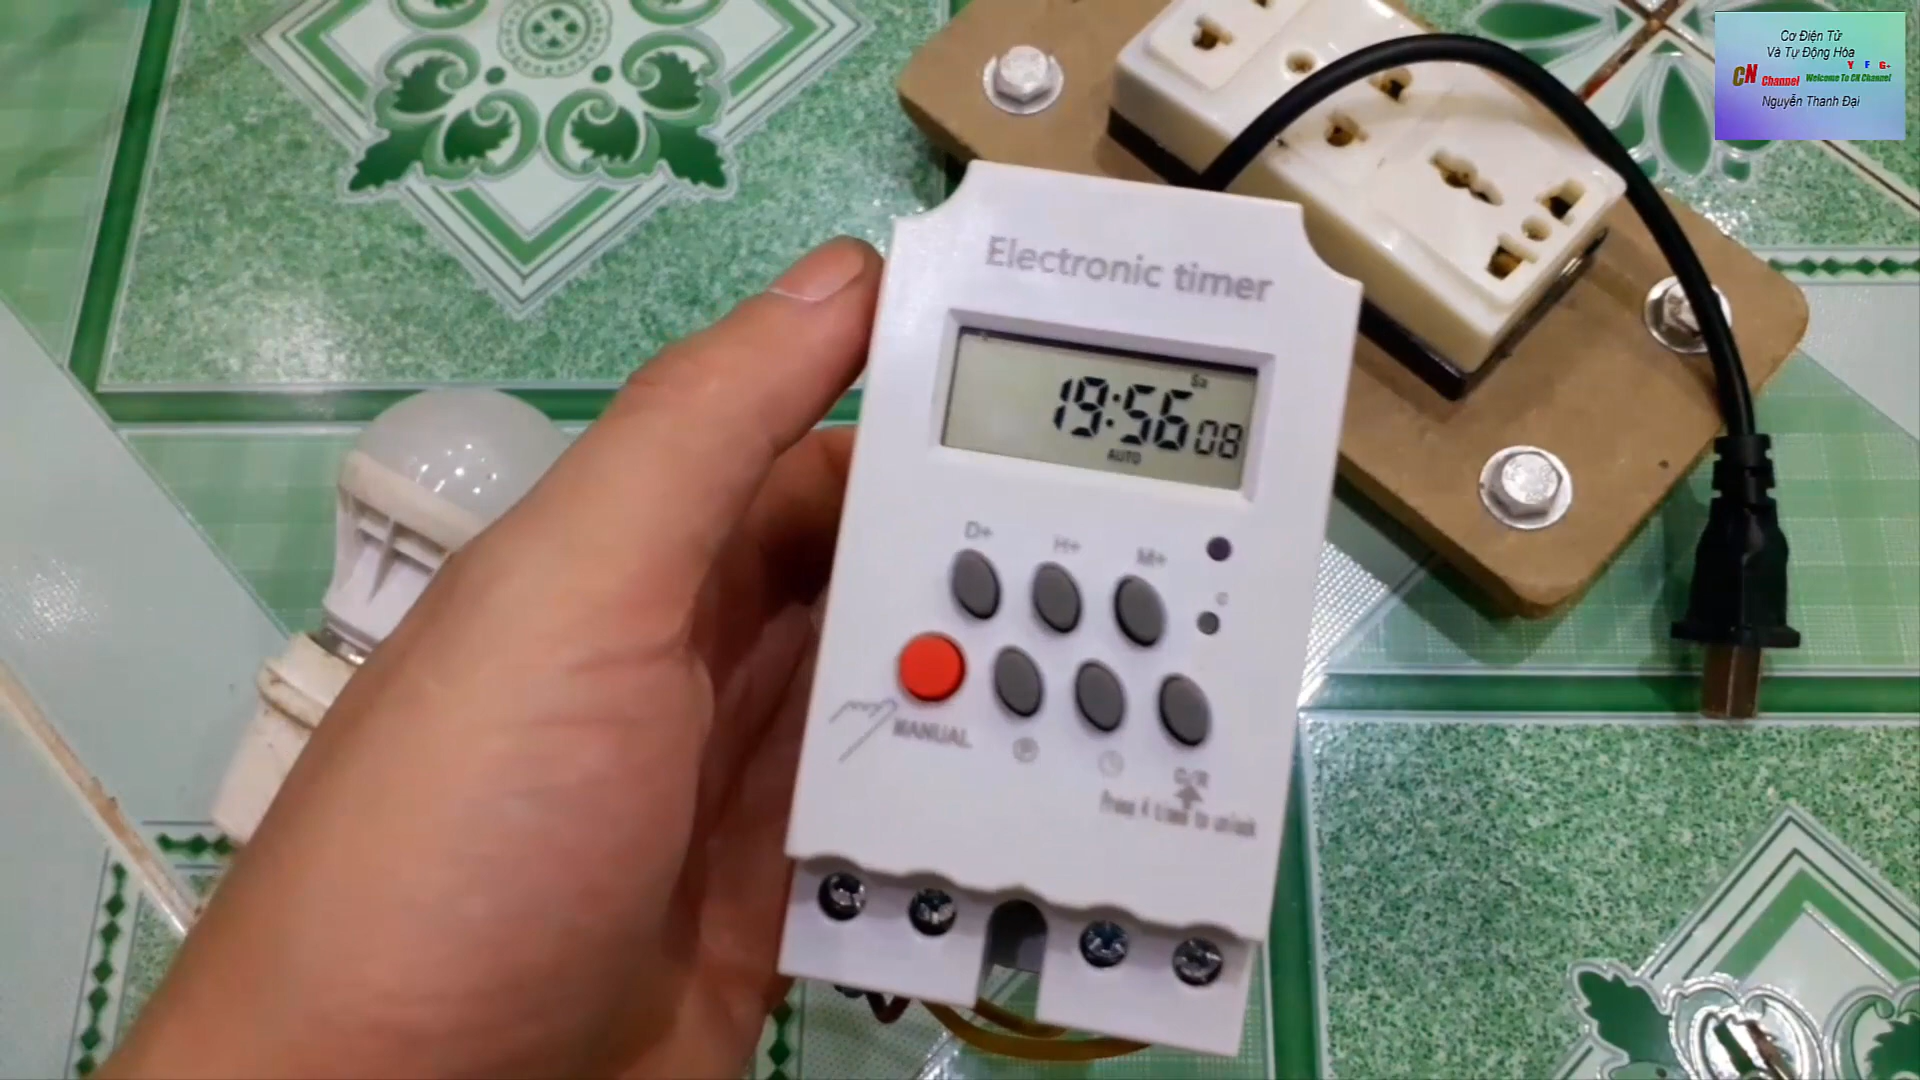 Cơ Điện Tử
Và Tự Động Hóa
Y F G+
CN Channel Welcome To CN Channel
Nguyễn Thanh Đại
Electronic timer
Sa
19:56 08
AUTO
D+ H+ M+
C
MANUAL
P
C/R
Press 4 times to unlock